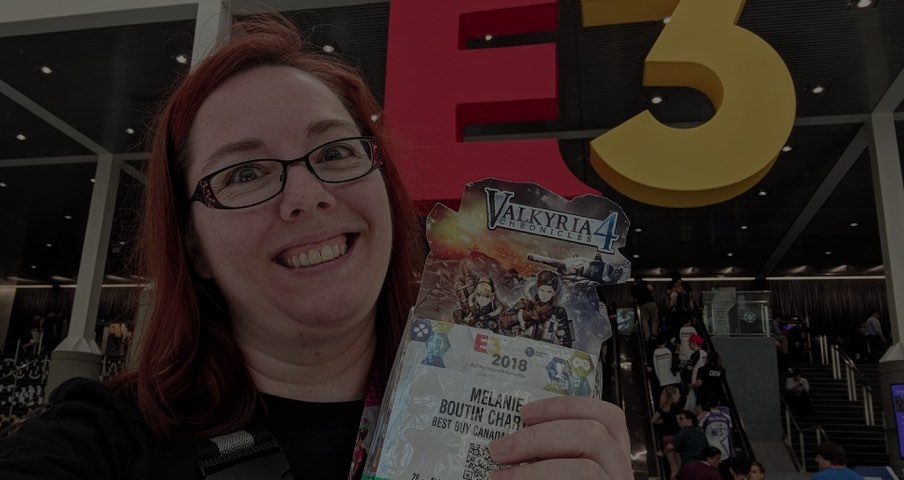 E3
VALKYRIA
CHRONICLES 4
E3 2018
MELANIE
BOUTIN CHAR
BEST BUY CANADA